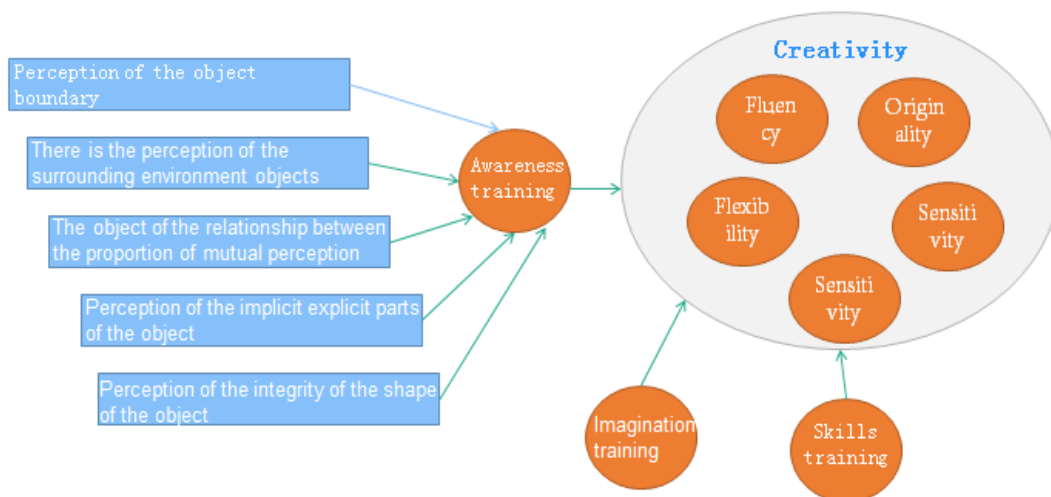 Creativity
Perception of the object
boundary
Fluen
cy
Origin
ality
There is the perception of the
surrounding environment objects
Awareness
training
The object of the relationship between
the proportion of mutual perception
Flexib
ility
Sensiti
vity
Sensiti
vity
Perception of the implicit explicit parts
of the object
Perception of the integrity of the shape
of the object
Imagination
training
Skills
training